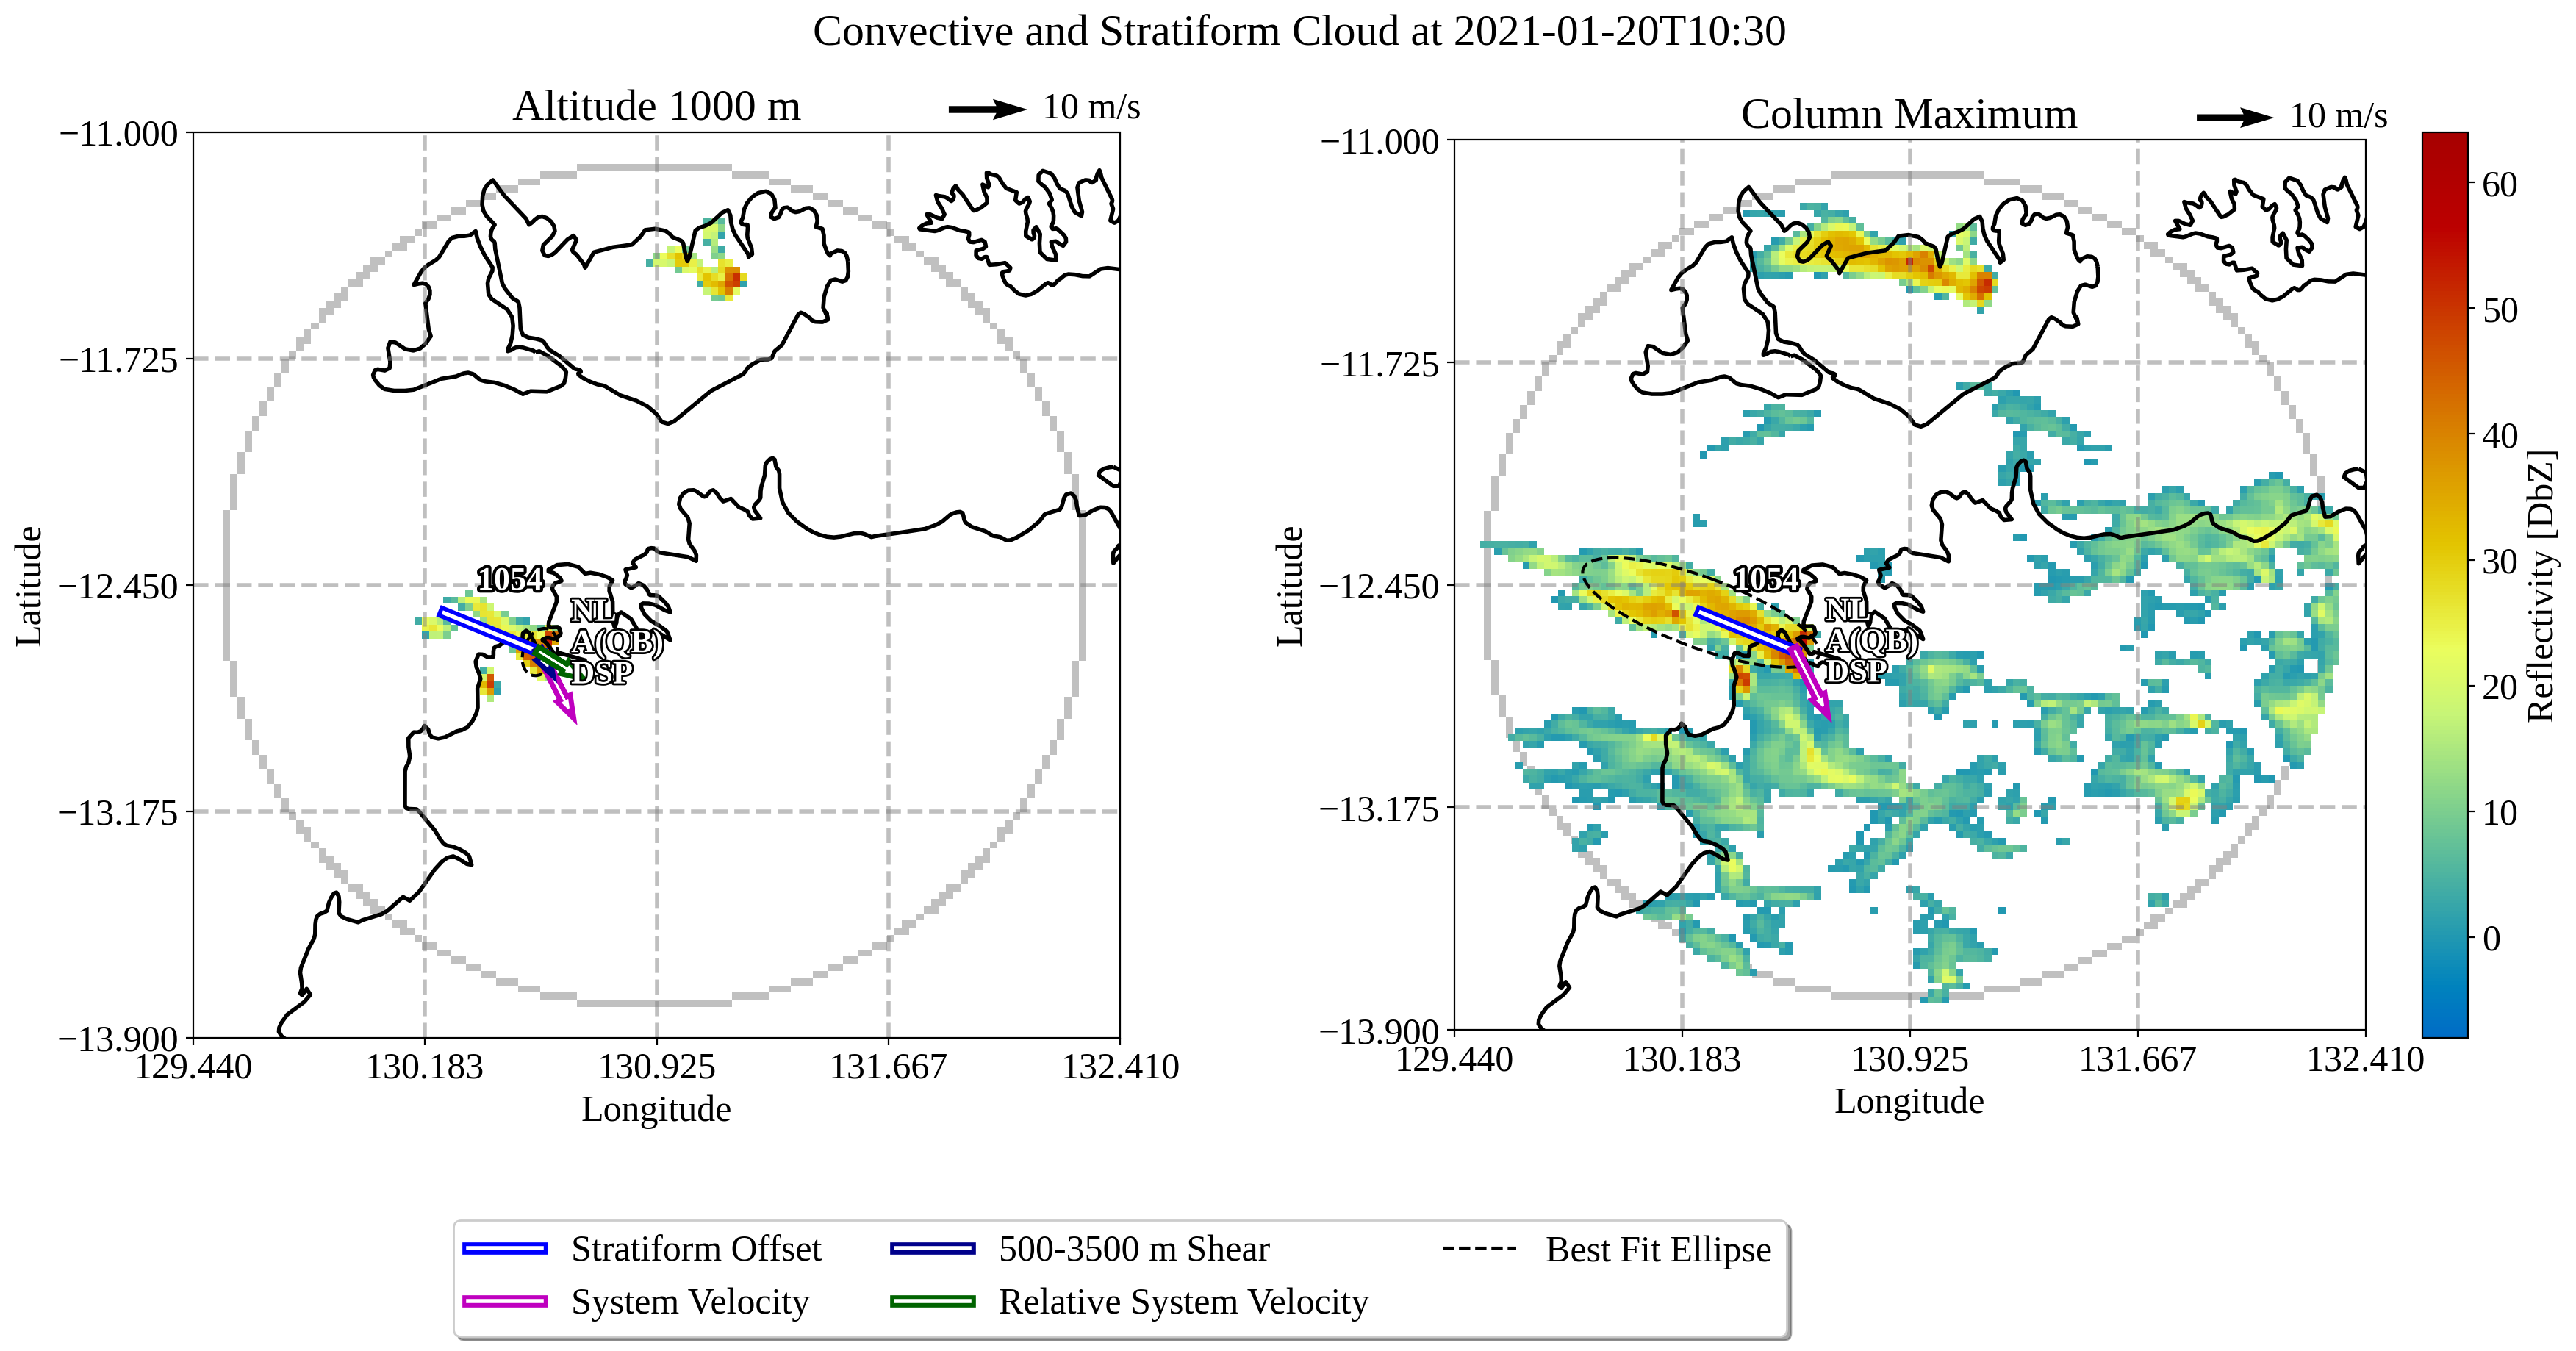 Convective and Stratiform Cloud at 2021-01-20T10:30
Altitude 1000 m
10 m/s
−11.000
−11.725
−12.450
−13.175
−13.900
129.440
130.183
130.925
131.667
132.410
Latitude
Longitude
1054
NL
A(QB)
DSP
Column Maximum
10 m/s
−11.000
−11.725
−12.450
−13.175
−13.900
129.440
130.183
130.925
131.667
132.410
Latitude
Longitude
1054
NL
A(QB)
DSP
60
50
40
30
20
10
0
Reflectivity [DbZ]
Stratiform Offset
500-3500 m Shear
Best Fit Ellipse
System Velocity
Relative System Velocity